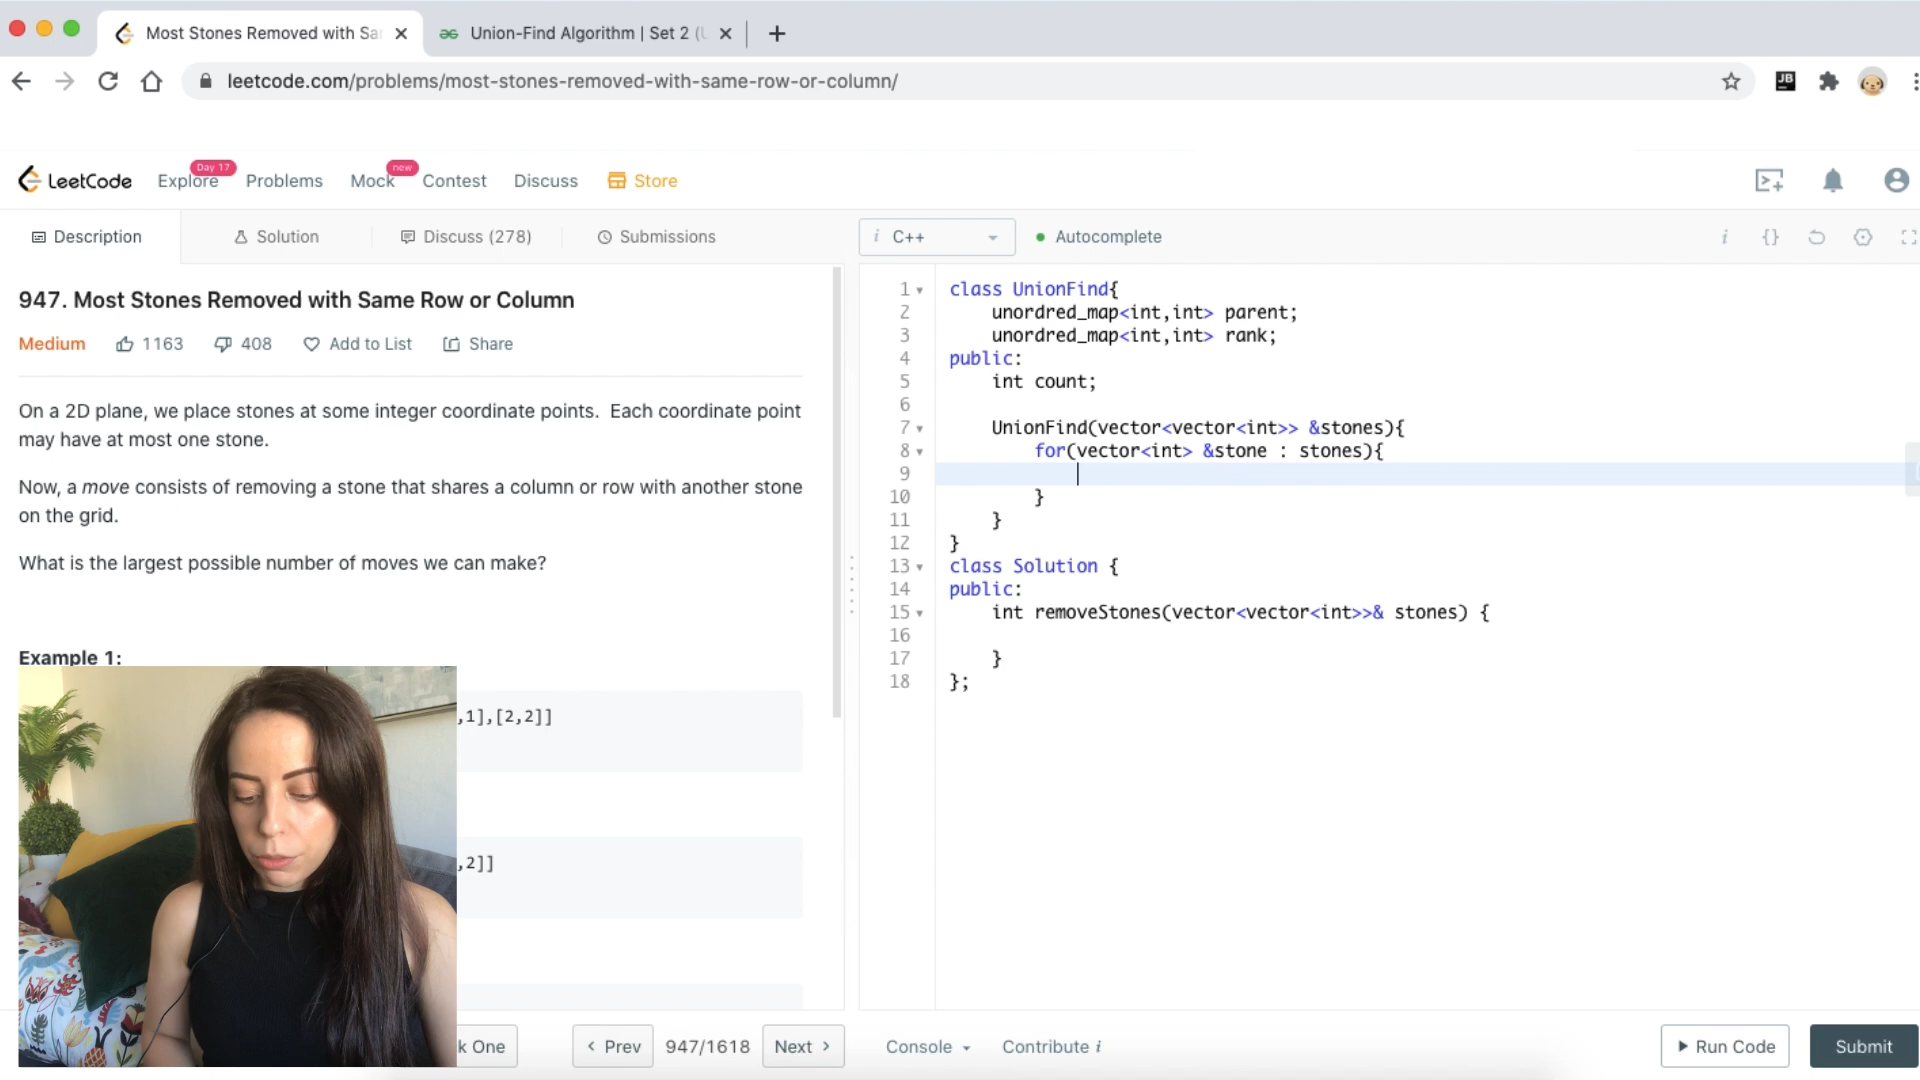 Most Stones Removed with Sa
Union-Find Algorithm | Set 2 (
leetcode.com/problems/most-stones-removed-with-same-row-or-column/
JB
LeetCode
Explore
Day 17
Problems
Mock
new
Contest
Discuss
Store
Description
Solution
Discuss (278)
Submissions
i C++
Autocomplete
i {}
947. Most Stones Removed with Same Row or Column
Medium 1163 408 Add to List Share
On a 2D plane, we place stones at some integer coordinate points. Each coordinate point
may have at most one stone.
Now, a move consists of removing a stone that shares a column or row with another stone
on the grid.
What is the largest possible number of moves we can make?
Example 1:
,1],[2,2]]
,2]]
1 class UnionFind{
2 unordred_map<int,int> parent;
3 unordred_map<int,int> rank;
4 public:
5 int count;
6
7 UnionFind(vector<vector<int>> &stones){
8 for(vector<int> &stone : stones){
9
10 }
11 }
12 }
13 class Solution {
14 public:
15 int removeStones(vector<vector<int>>& stones) {
16
17 }
18 };
k One
< Prev
947/1618
Next >
Console
Contribute i
Run Code
Submit